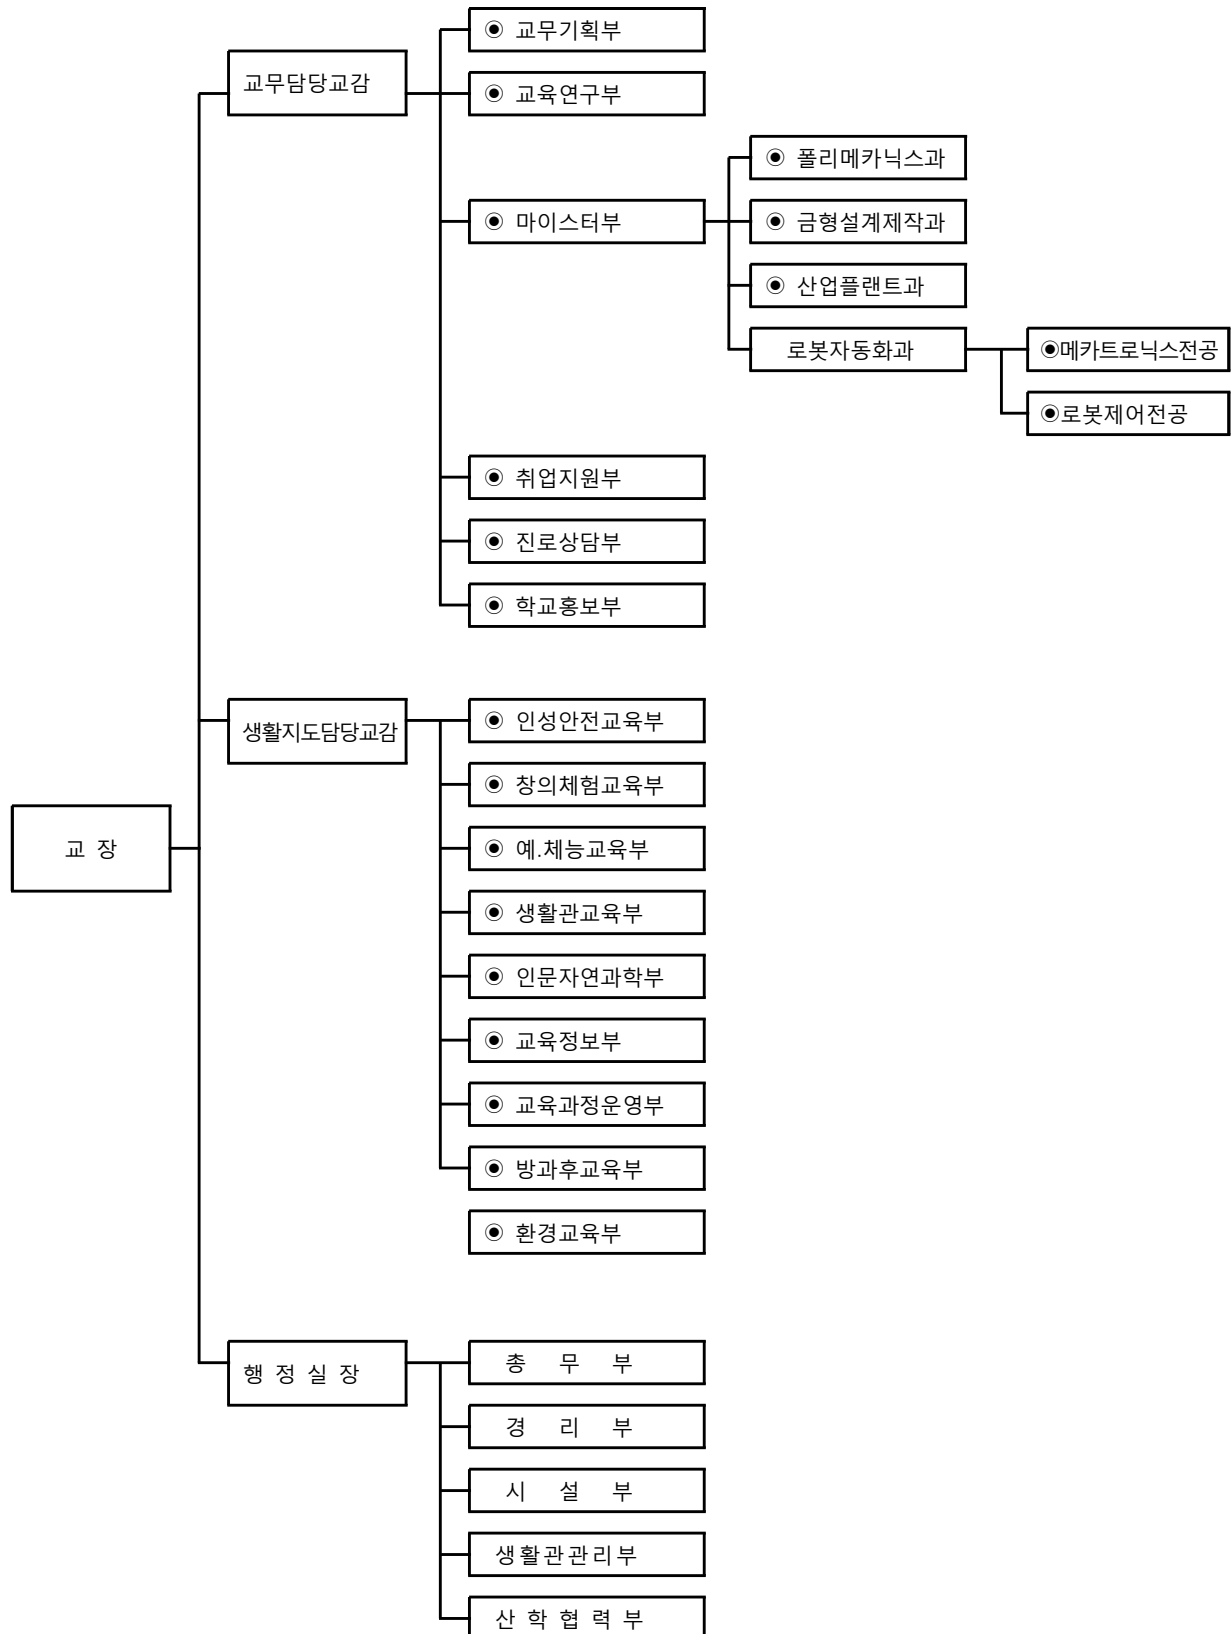 ◉ 교무기획부
교무담당교감
◉ 교육연구부
◉ 폴리메카닉스과
◉ 마이스터부
◉ 금형설계제작과
◉ 산업플랜트과
로봇자동화과
◉메카트로닉스전공
◉로봇제어전공
◉ 취업지원부
◉ 진로상담부
◉ 학교홍보부
생활지도담당교감
◉ 인성안전교육부
◉ 창의체험교육부
교 장
◉ 예.체능교육부
◉ 생활관교육부
◉ 인문자연과학부
◉ 교육정보부
◉ 교육과정운영부
◉ 방과후교육부
◉ 환경교육부
행 정 실 장
총 무 부
경 리 부
시 설 부
생활관관리부
산 학 협 력 부